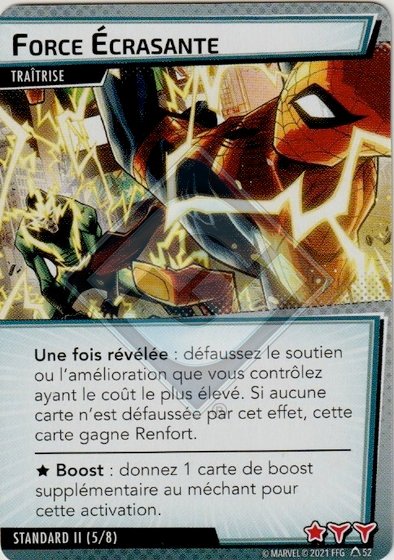 Force Écrasante
TRAÎTRISE
Une fois révélée : défaussez le soutien
ou l'amélioration que vous contrôlez
ayant le coût le plus élevé. Si aucune
carte n'est défaussée par cet effet, cette
carte gagne Renfort.
★ Boost : donnez 1 carte de boost
supplémentaire au méchant pour
cette activation.
STANDARD II (5/8)
© MARVEL © 2021 FFG 52